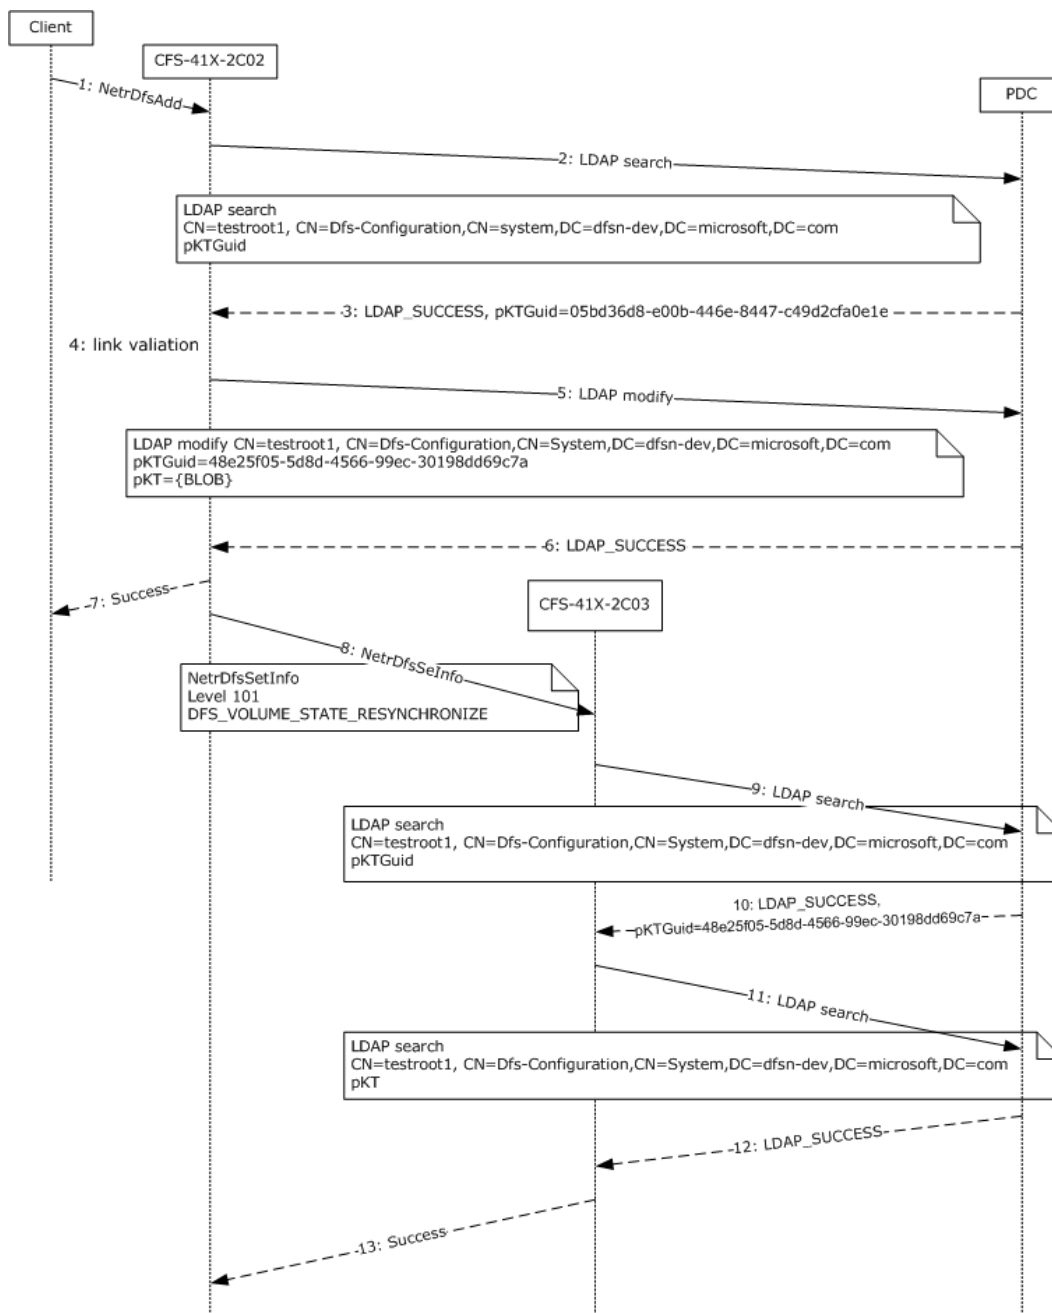 Client
CFS-41X-2C02
PDC
1: NetrDfsAdd
2: LDAP search
LDAP search
CN=testroot1, CN=Dfs-Configuration,CN=system,DC=dfsn-dev,DC=microsoft,DC=com
pKTGuid
3: LDAP_SUCCESS, pKTGuid=05bd36d8-e00b-446e-8447-c49d2cfa0e1e
4: link valiation
5: LDAP modify
LDAP modify CN=testroot1, CN=Dfs-Configuration,CN=System,DC=dfsn-dev,DC=microsoft,DC=com
pKTGuid=48e25f05-5d8d-4566-99ec-30198dd69c7a
pKT={BLOB}
6: LDAP_SUCCESS
7: Success
CFS-41X-2C03
8: NetrDfsSeInfo
NetrDfsSetInfo
Level 101
DFS_VOLUME_STATE_RESYNCHRONIZE
9: LDAP search
LDAP search
CN=testroot1, CN=Dfs-Configuration,CN=System,DC=dfsn-dev,DC=microsoft,DC=com
pKTGuid
10: LDAP_SUCCESS,
pKTGuid=48e25f05-5d8d-4566-99ec-30198dd69c7a
11: LDAP search
LDAP search
CN=testroot1, CN=Dfs-Configuration,CN=System,DC=dfsn-dev,DC=microsoft,DC=com
pKT
12: LDAP_SUCCESS
13: Success